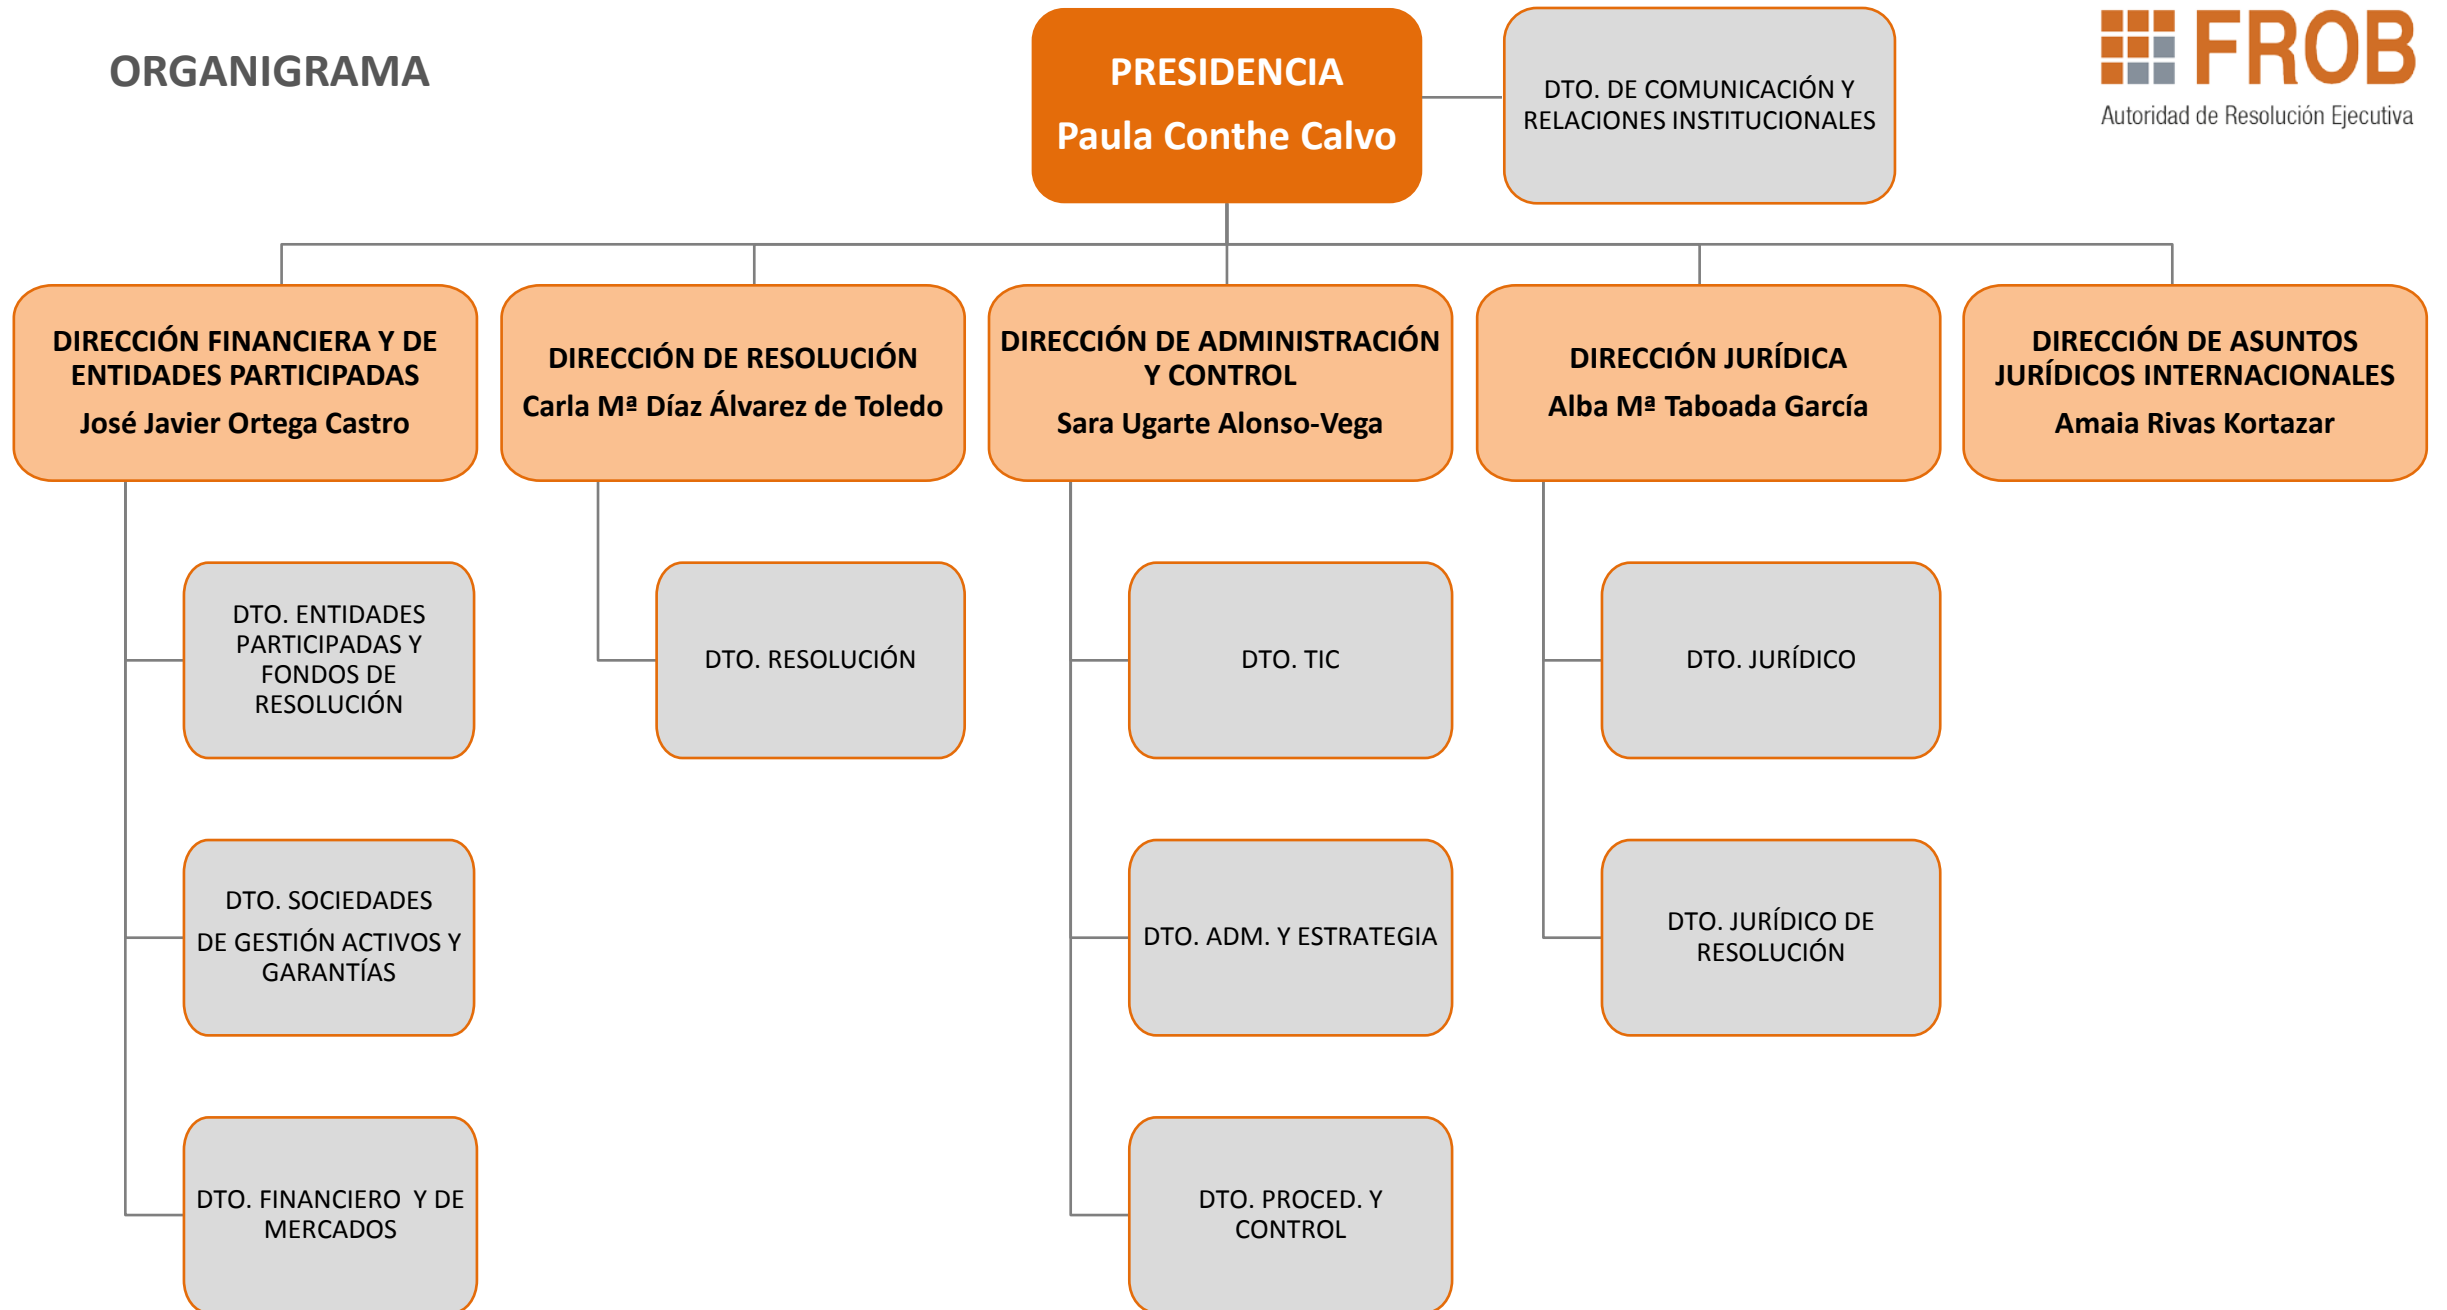 ORGANIGRAMA
PRESIDENCIA
Paula Conthe Calvo
DTO. DE COMUNICACIÓN Y
RELACIONES INSTITUCIONALES
FROB
Autoridad de Resolución Ejecutiva
DIRECCIÓN FINANCIERA Y DE
ENTIDADES PARTICIPADAS
José Javier Ortega Castro
DIRECCIÓN DE RESOLUCIÓN
Carla Mª Díaz Álvarez de Toledo
DIRECCIÓN DE ADMINISTRACIÓN
Y CONTROL
Sara Ugarte Alonso-Vega
DIRECCIÓN JURÍDICA
Alba Mª Taboada García
DIRECCIÓN DE ASUNTOS
JURÍDICOS INTERNACIONALES
Amaia Rivas Kortazar
DTO. ENTIDADES
PARTICIPADAS Y
FONDOS DE
RESOLUCIÓN
DTO. RESOLUCIÓN
DTO. TIC
DTO. JURÍDICO
DTO. SOCIEDADES
DE GESTIÓN ACTIVOS Y
GARANTÍAS
DTO. ADM. Y ESTRATEGIA
DTO. JURÍDICO DE
RESOLUCIÓN
DTO. FINANCIERO Y DE
MERCADOS
DTO. PROCED. Y
CONTROL